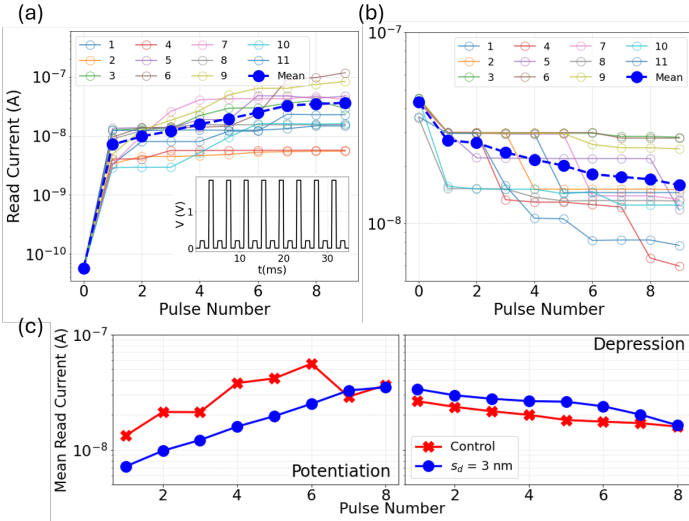 (a)
1 4 7 10
2 5 8 11
3 6 9 Mean
10⁻⁷
10⁻⁸
10⁻⁹
10⁻¹⁰
Read Current (A)
V (V)
1
0
10 20 30
t(ms)
0 2 4 6 8
Pulse Number
(b)
10⁻⁷
1 4 7 10
2 5 8 11
3 6 9 Mean
10⁻⁸
0 2 4 6 8
Pulse Number
(c)
Mean Read Current (A)
10⁻⁷
10⁻⁸
Potentiation
2 4 6 8
Depression
Control
s_d = 3 nm
2 4 6 8
Pulse Number